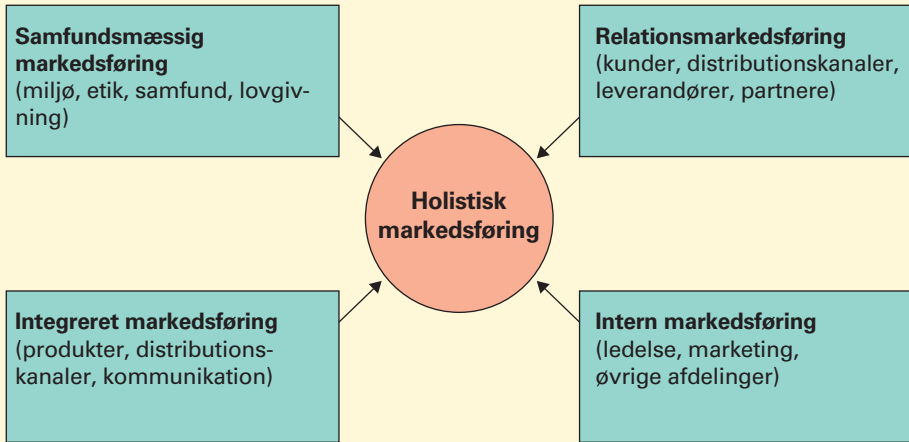 Samfundsmæssig
markedsføring
(miljø, etik, samfund, lovgiv-
ning)
Relationsmarkedsføring
(kunder, distributionskanaler,
leverandører, partnere)
Holistisk
markedsføring
Integreret markedsføring
(produkter, distributions-
kanaler, kommunikation)
Intern markedsføring
(ledelse, marketing,
øvrige afdelinger)